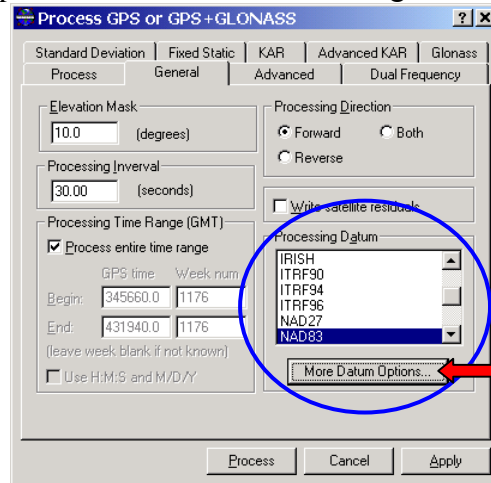 Process GPS or GPS+GLONASS
Standard Deviation Fixed Static KAR Advanced KAR Glonass
Process General Advanced Dual Frequency
Elevation Mask
10.0 (degrees)
Processing Inverval
30.00 (seconds)
Processing Time Range (GMT)
Process entire time range
GPS time Week num
Begin: 345660.0 1176
End: 431940.0 1176
(leave week blank if not known)
Use H:M:S and M/D/Y
Processing Direction
Forward Both
Reverse
Write satellite residuals
Processing Datum
IRISH
ITRF90
ITRF94
ITRF96
NAD27
NAD83
More Datum Options...
Process Cancel Apply